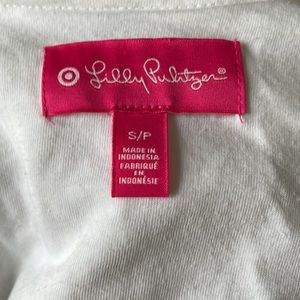 Lilly Pulitzer®
S/P
MADE IN
INDONESIA
FABRIQUÉ
EN
INDONÉSIE